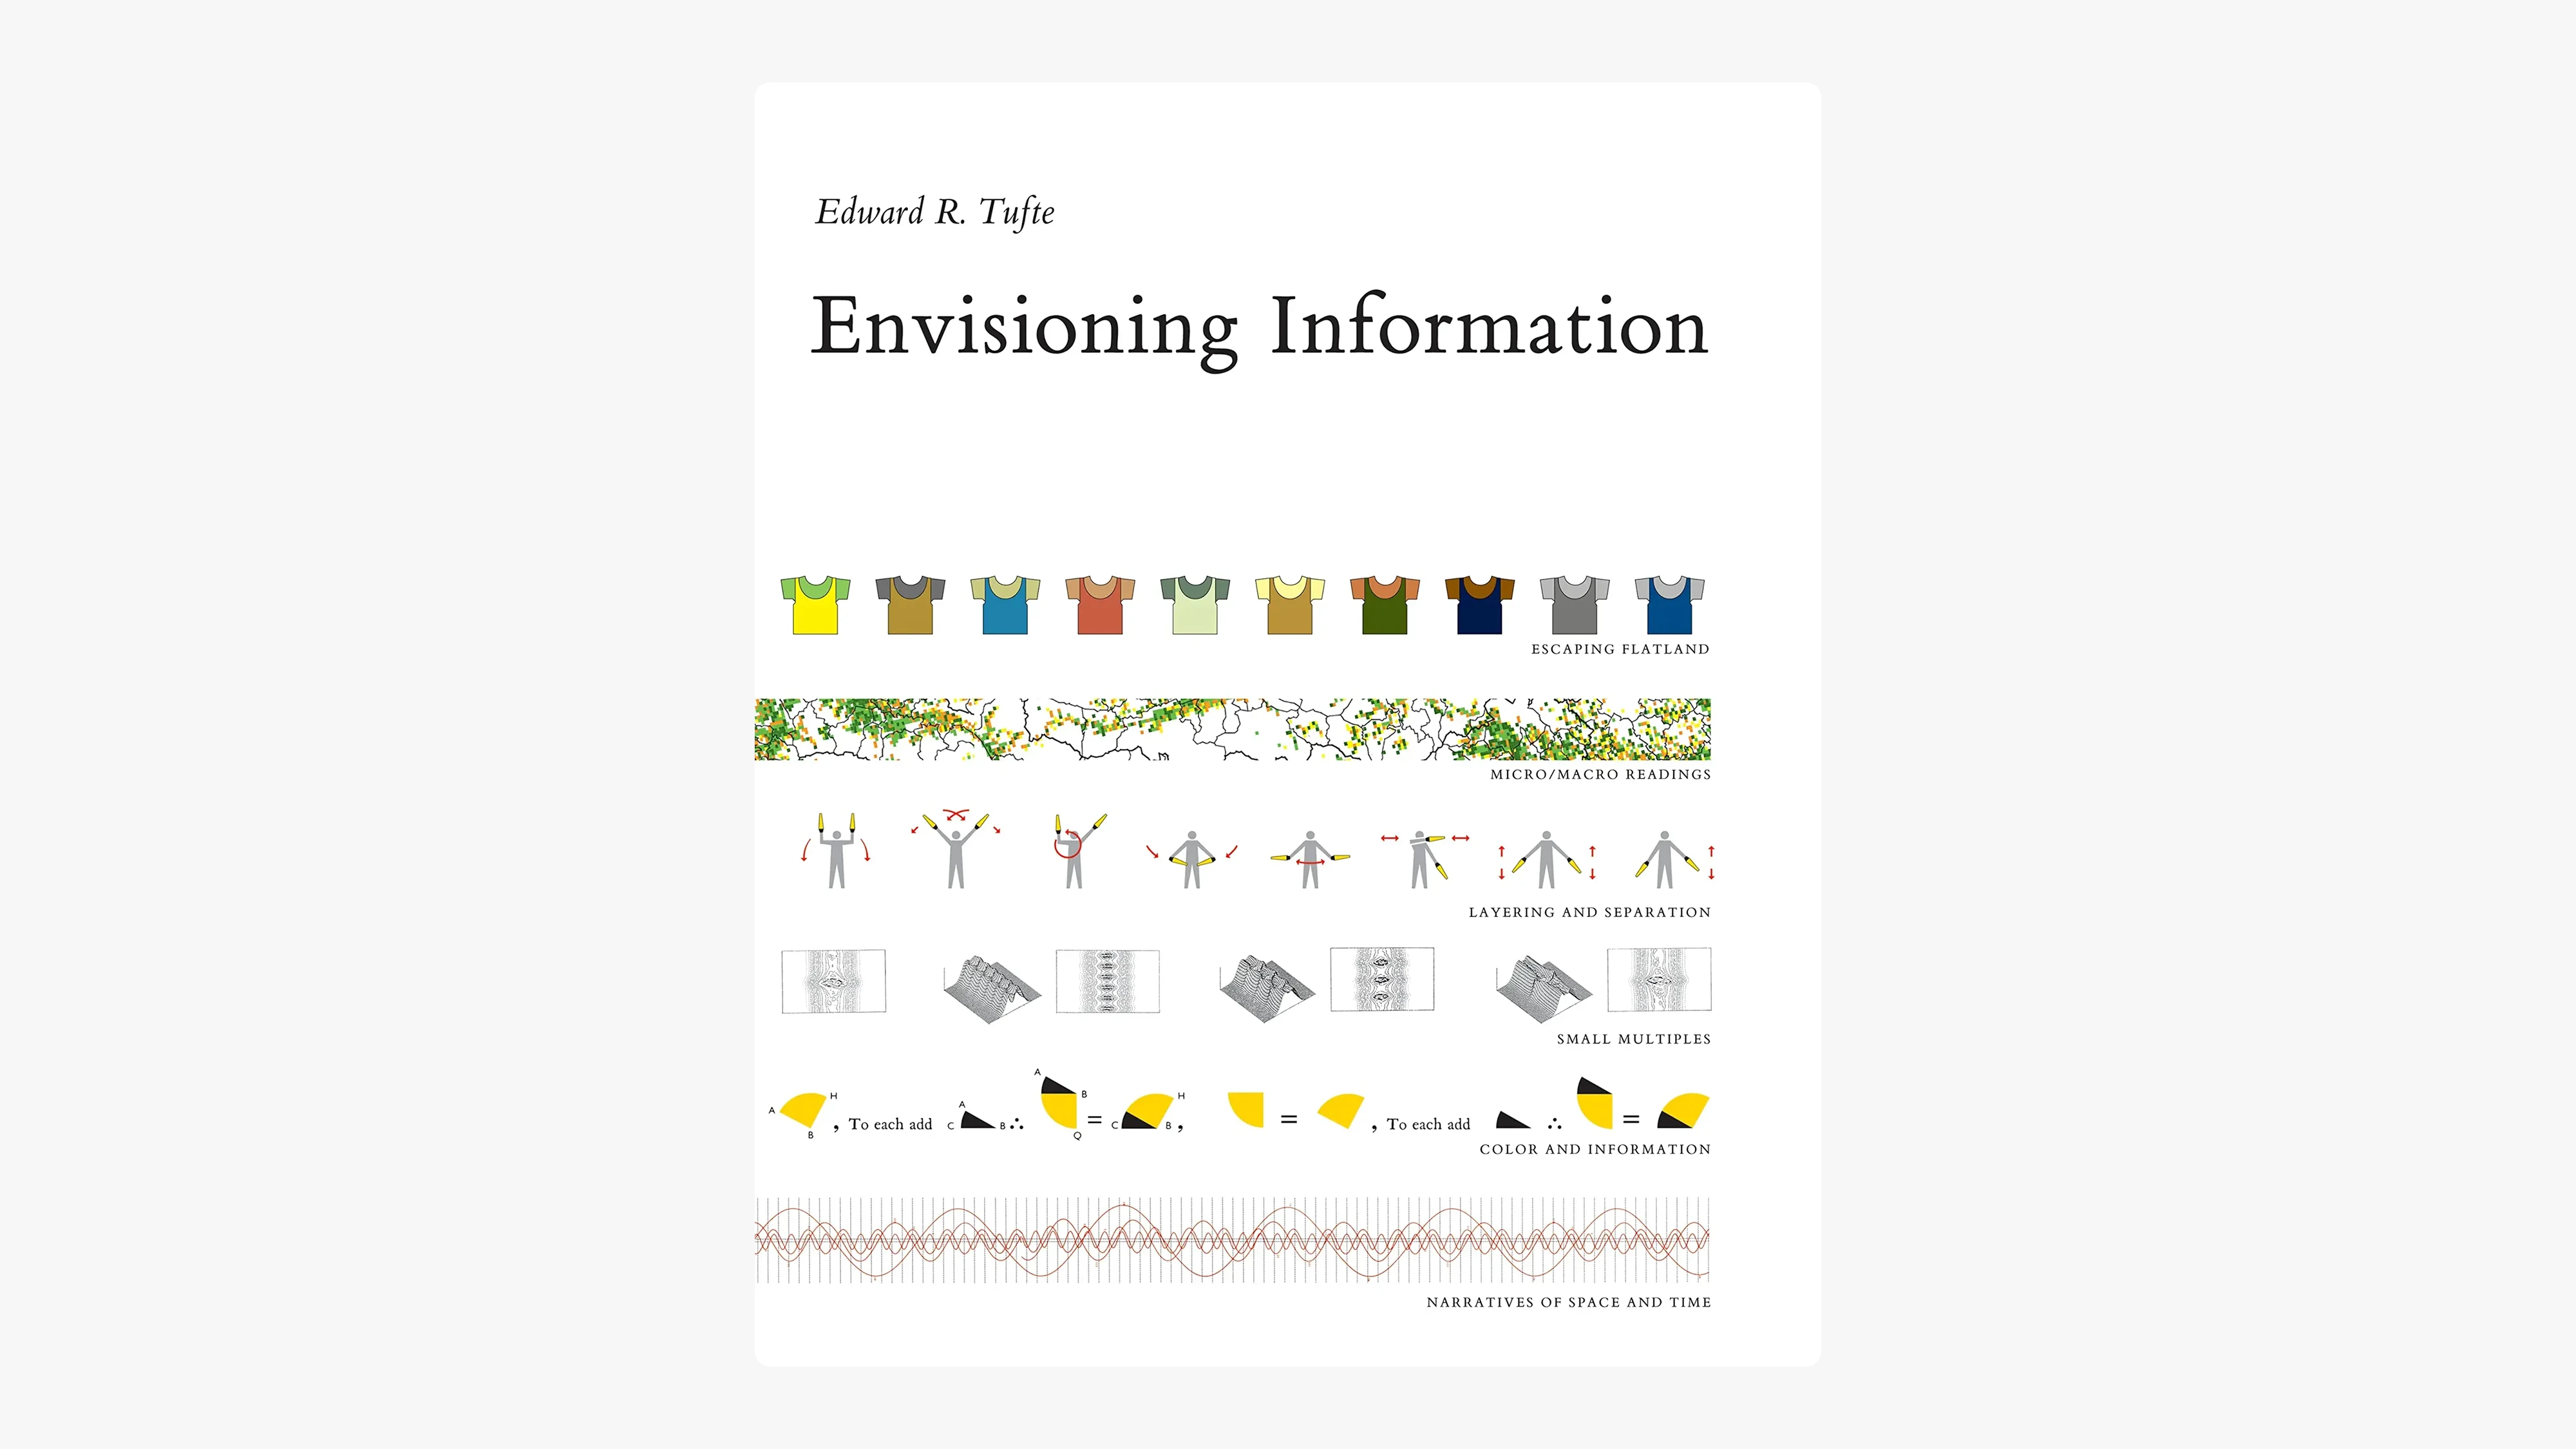 Edward R. Tufte
Envisioning Information
ESCAPING FLATLAND
MICRO/MACRO READINGS
LAYERING AND SEPARATION
SMALL MULTIPLES
A H B , To each add A C B ∴ A B Q = C H B , = , To each add ∴ =
COLOR AND INFORMATION
NARRATIVES OF SPACE AND TIME